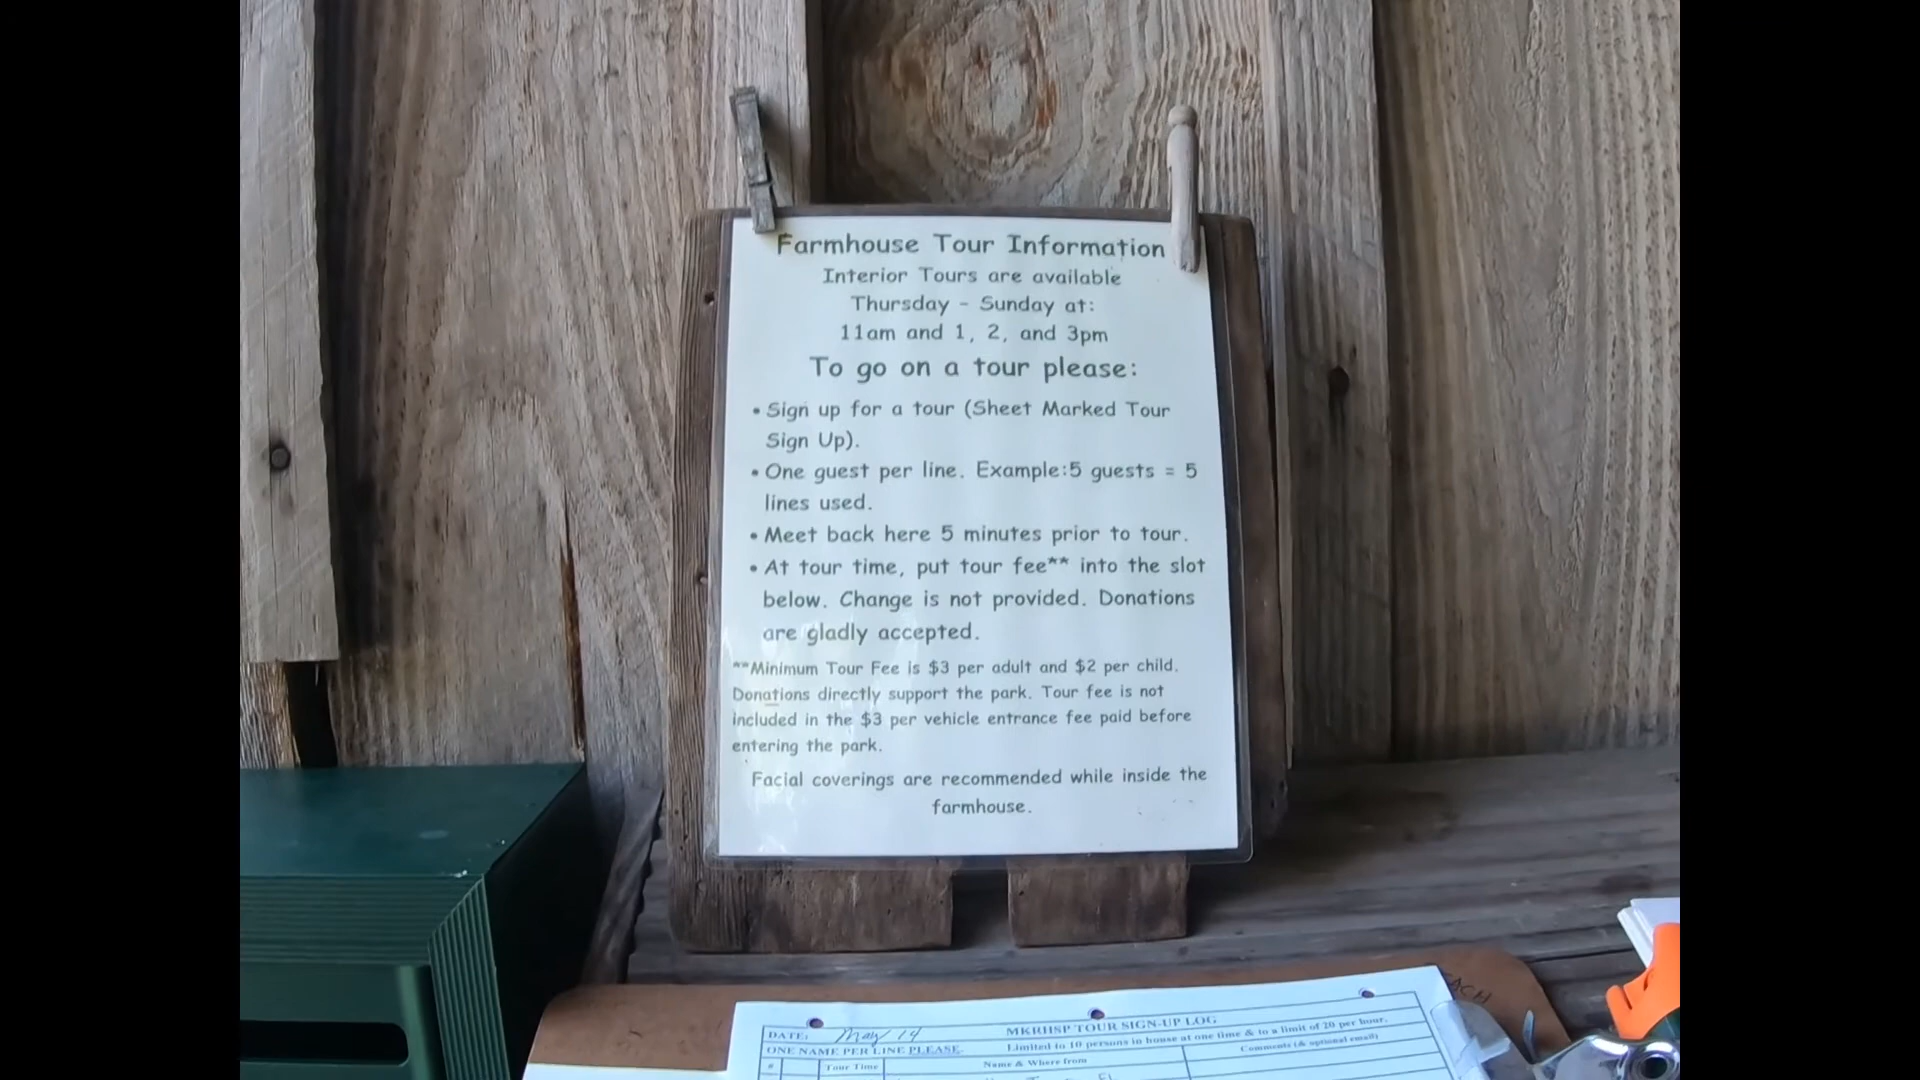 Farmhouse Tour Information
Interior Tours are available
Thursday - Sunday at:
11am and 1, 2, and 3pm
To go on a tour please:
• Sign up for a tour (Sheet Marked Tour
Sign Up).
• One guest per line. Example:5 guests = 5
lines used.
• Meet back here 5 minutes prior to tour.
• At tour time, put tour fee** into the slot
below. Change is not provided. Donations
are gladly accepted.
**Minimum Tour Fee is $3 per adult and $2 per child.
Donations directly support the park. Tour fee is not
included in the $3 per vehicle entrance fee paid before
entering the park.
Facial coverings are recommended while inside the
farmhouse.
DATE: May 14 MKRHSP TOUR SIGN-UP LOG
ONE NAME PER LINE PLEASE. Limited to 10 persons in house at one time & to a limit of 20 per hour.
# Tour Time Name & Where from Comments (& optional email)